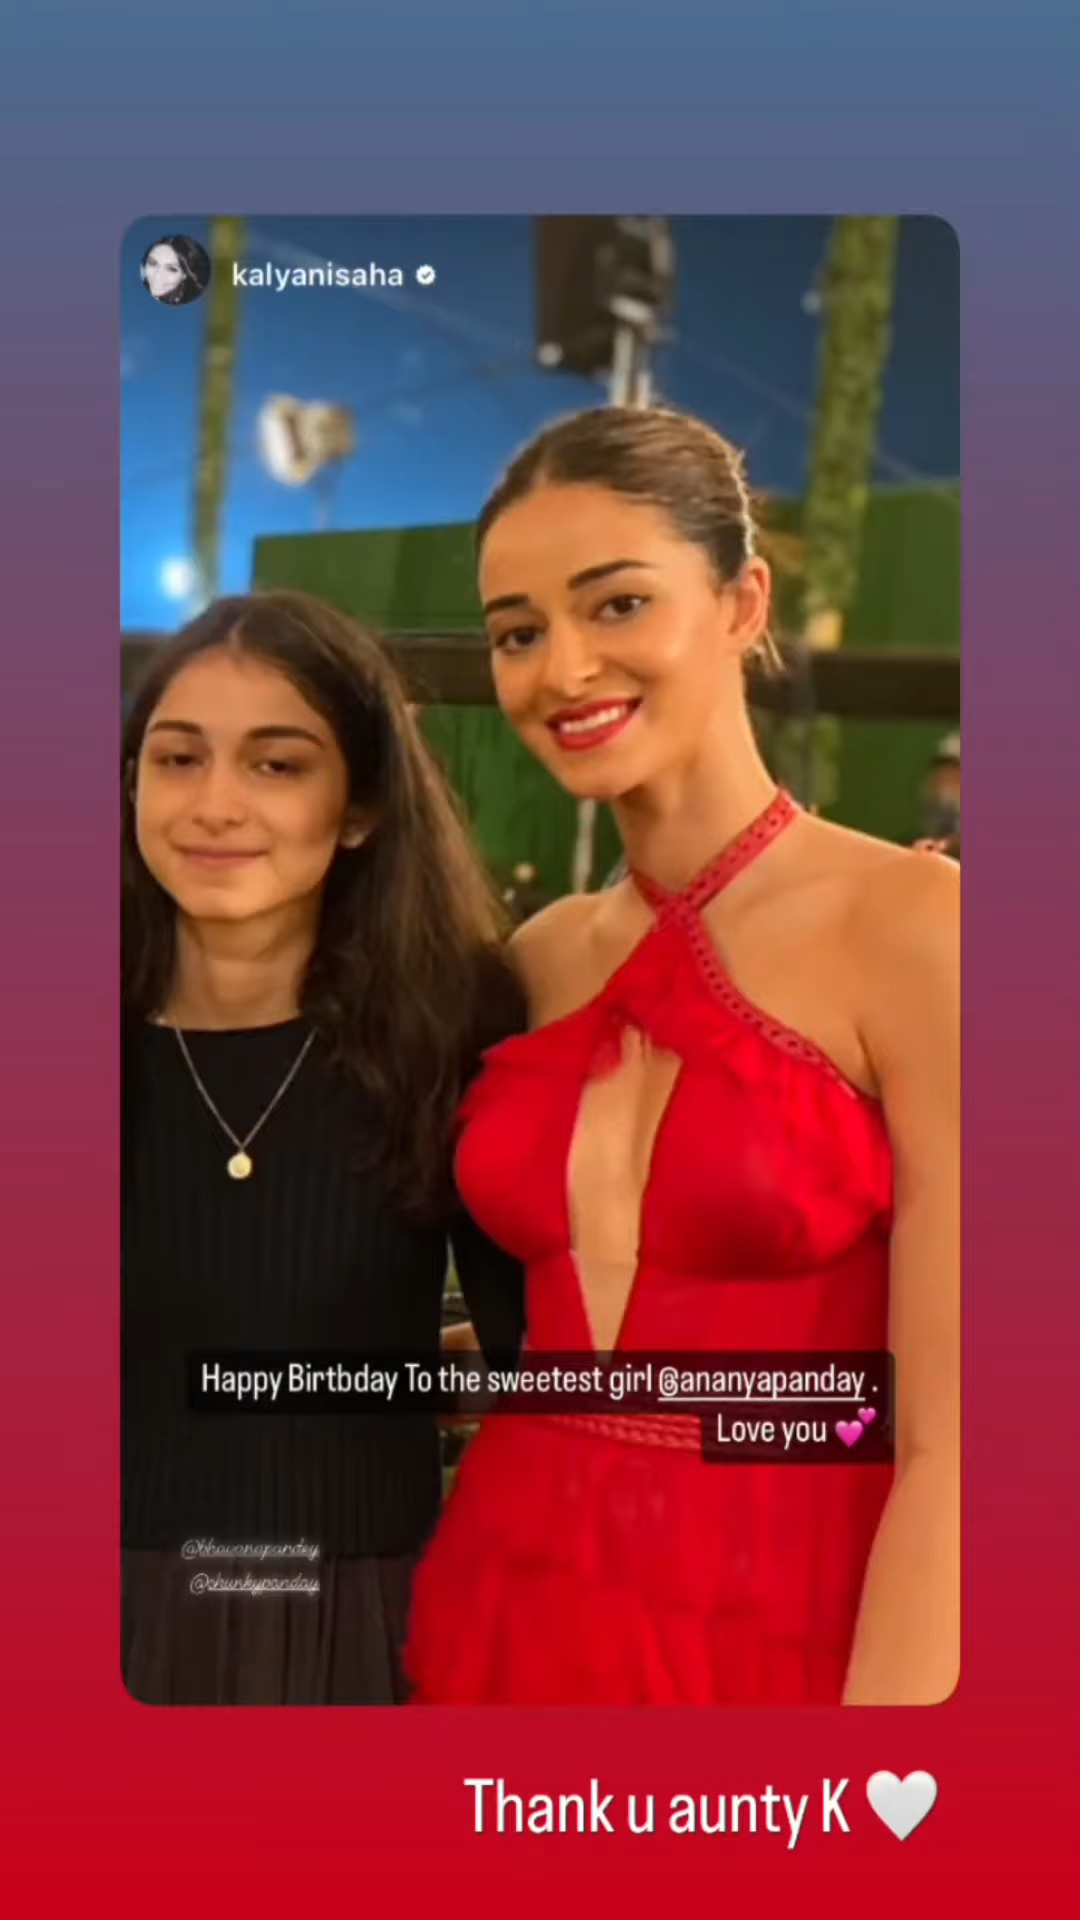 kalyanisaha
Happy Birtbday To the sweetest girl @ananyapanday .
Love you 💕
@bhavanapandey
@chunkypanday
Thank u aunty K 🤍